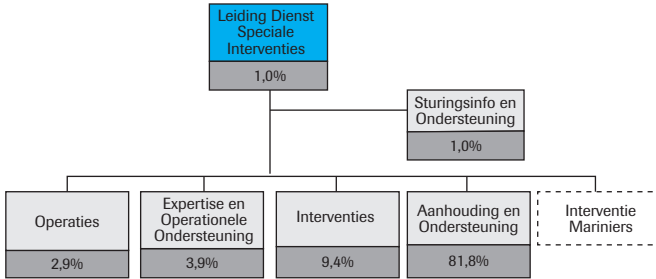 Leiding Dienst
Speciale
Interventies
1,0%
Sturingsinfo en
Ondersteuning
1,0%
Operaties
2,9%
Expertise en
Operationele
Ondersteuning
3,9%
Interventies
9,4%
Aanhouding en
Ondersteuning
81,8%
Interventie
Mariniers